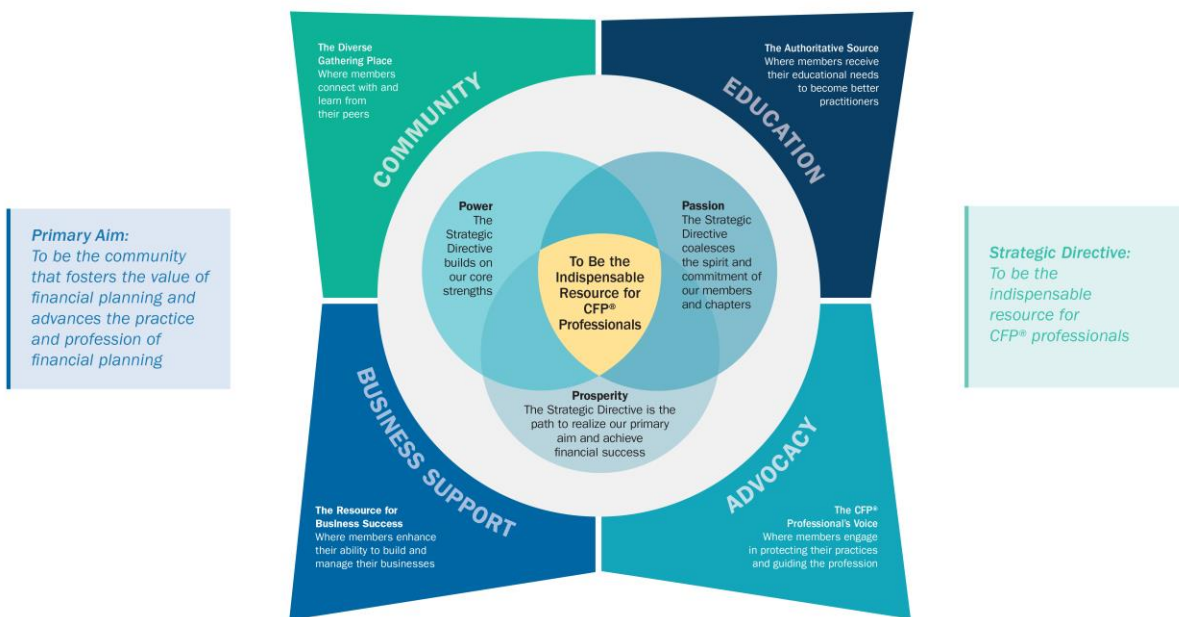 The Diverse
Gathering Place
Where members
connect with and
learn from
their peers
COMMUNITY
The Authoritative Source
Where members receive
their educational needs
to become better
practitioners
EDUCATION
Primary Aim:
To be the community
that fosters the value of
financial planning and
advances the practice
and profession of
financial planning
Power
The
Strategic
Directive
builds on
our core
strengths
To Be the
Indispensable
Resource for
CFP®
Professionals
Passion
The Strategic
Directive
coalesces
the spirit and
commitment of
our members
and chapters
Prosperity
The Strategic Directive is the
path to realize our primary
aim and achieve
financial success
Strategic Directive:
To be the
indispensable
resource for
CFP® professionals
BUSINESS SUPPORT
The Resource for
Business Success
Where members enhance
their ability to build and
manage their businesses
ADVOCACY
The CFP®
Professional's Voice
Where members engage
in protecting their practices
and guiding the profession